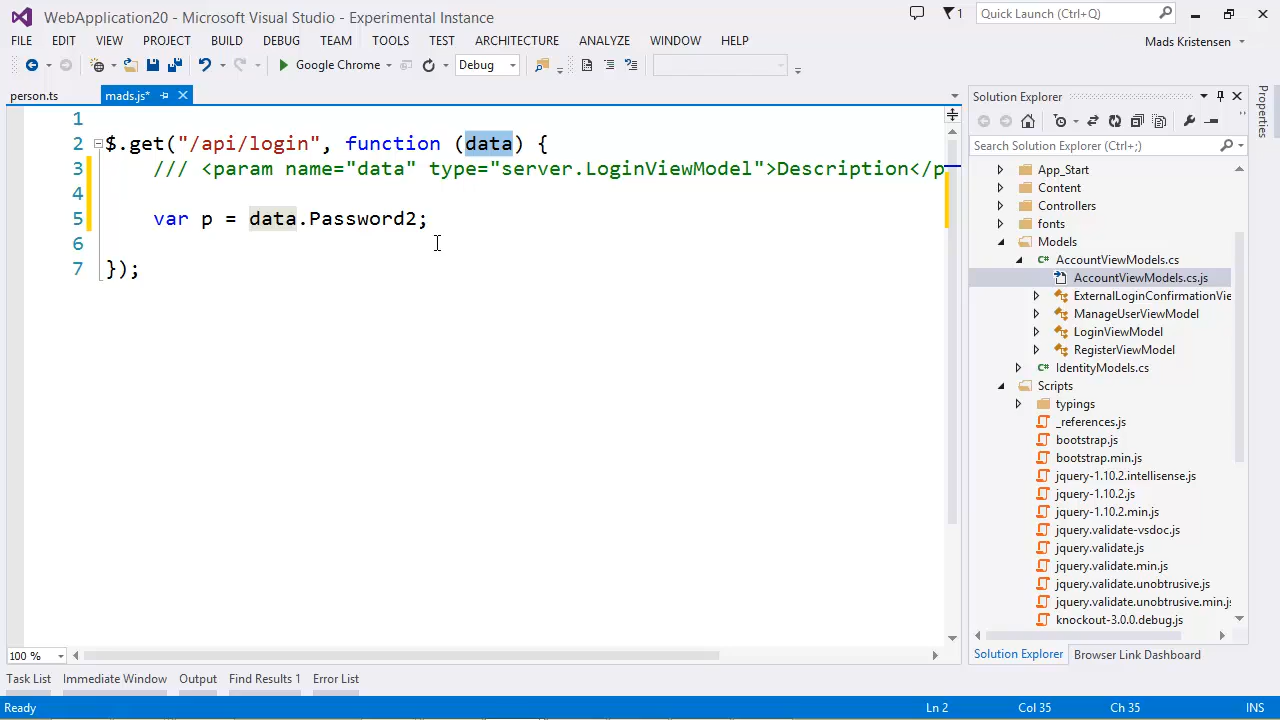 WebApplication20 - Microsoft Visual Studio - Experimental Instance
1
Quick Launch (Ctrl+Q)
FILE EDIT VIEW PROJECT BUILD DEBUG TEAM TOOLS TEST ARCHITECTURE ANALYZE WINDOW HELP
Mads Kristensen
Google Chrome
Debug
person.ts
mads.js*
1
2 $.get("/api/login", function (data) {
3 /// <param name="data" type="server.LoginViewModel">Description</p
4
5 var p = data.Password2;
6
7 });
Solution Explorer
Search Solution Explorer (Ctrl+;)
App_Start
Content
Controllers
fonts
Models
AccountViewModels.cs
AccountViewModels.cs.js
ExternalLoginConfirmationVie
ManageUserViewModel
LoginViewModel
RegisterViewModel
IdentityModels.cs
Scripts
typings
_references.js
bootstrap.js
bootstrap.min.js
jquery-1.10.2.intellisense.js
jquery-1.10.2.js
jquery-1.10.2.min.js
jquery.validate-vsdoc.js
jquery.validate.js
jquery.validate.min.js
jquery.validate.unobtrusive.js
jquery.validate.unobtrusive.min.j
knockout-3.0.0.debug.js
Solution Explorer
Browser Link Dashboard
Properties
100 %
Task List Immediate Window Output Find Results 1 Error List
Ready
Ln 2
Col 35
Ch 35
INS